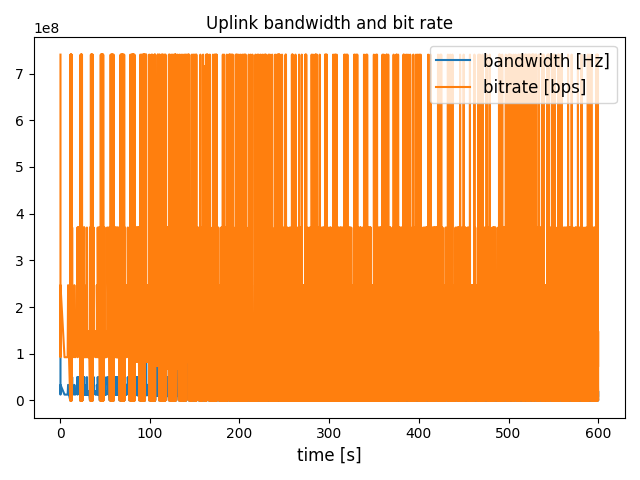 Uplink bandwidth and bit rate
1e8
bandwidth [Hz]
bitrate [bps]
7
6
5
4
3
2
1
0
0 100 200 300 400 500 600
time [s]